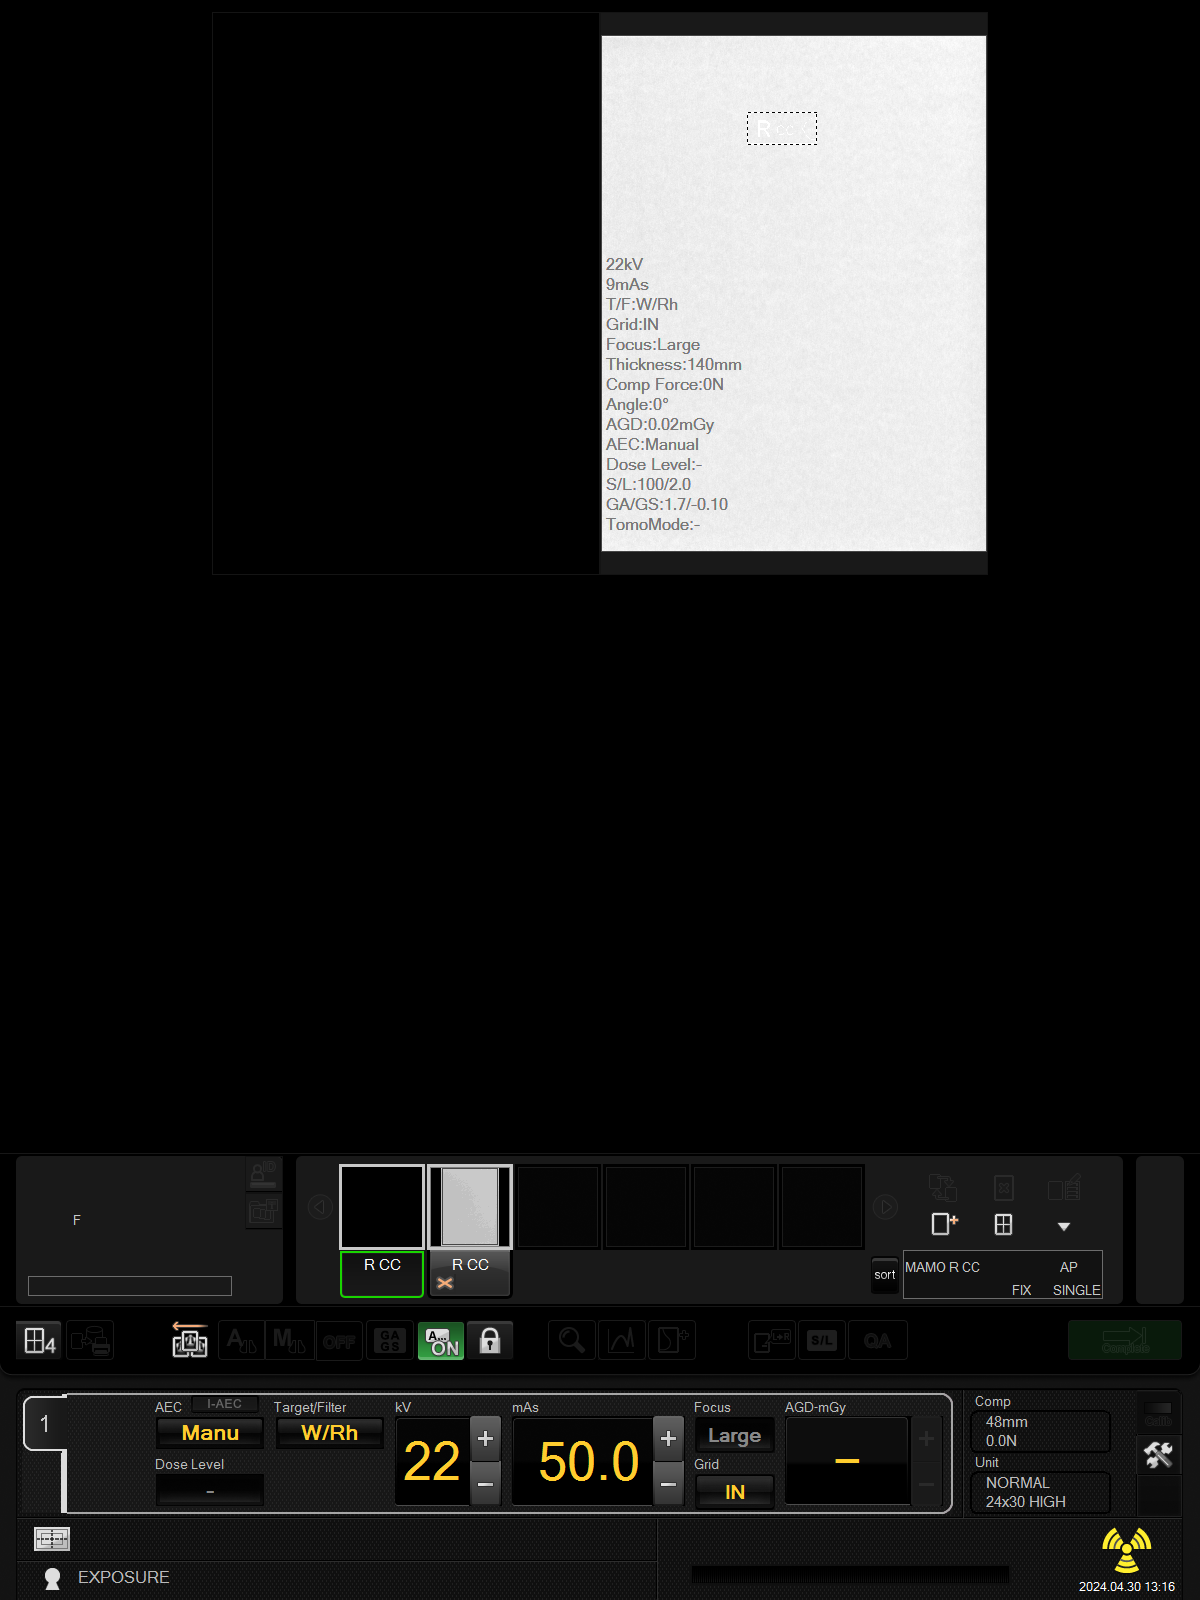 R CC
22kV
9mAs
T/F:W/Rh
Grid:IN
Focus:Large
Thickness:140mm
Comp Force:0N
Angle:0°
AGD:0.02mGy
AEC:Manual
Dose Level:-
S/L:100/2.0
GA/GS:1.7/-0.10
TomoMode:-
F
R CC
R CC
sort
MAMO R CC AP
FIX SINGLE
4
A
M
OFF
GA
GS
A...
ON
S/L
QA
Complete
1
AEC I-AEC
Manu
Dose Level
-
Target/Filter
W/Rh
kV
22
+
-
mAs
50.0
+
-
Focus
Large
Grid
IN
AGD-mGy
-
+
-
Comp
48mm
0.0N
Unit
NORMAL
24x30 HIGH
EXPOSURE
2024.04.30 13:16